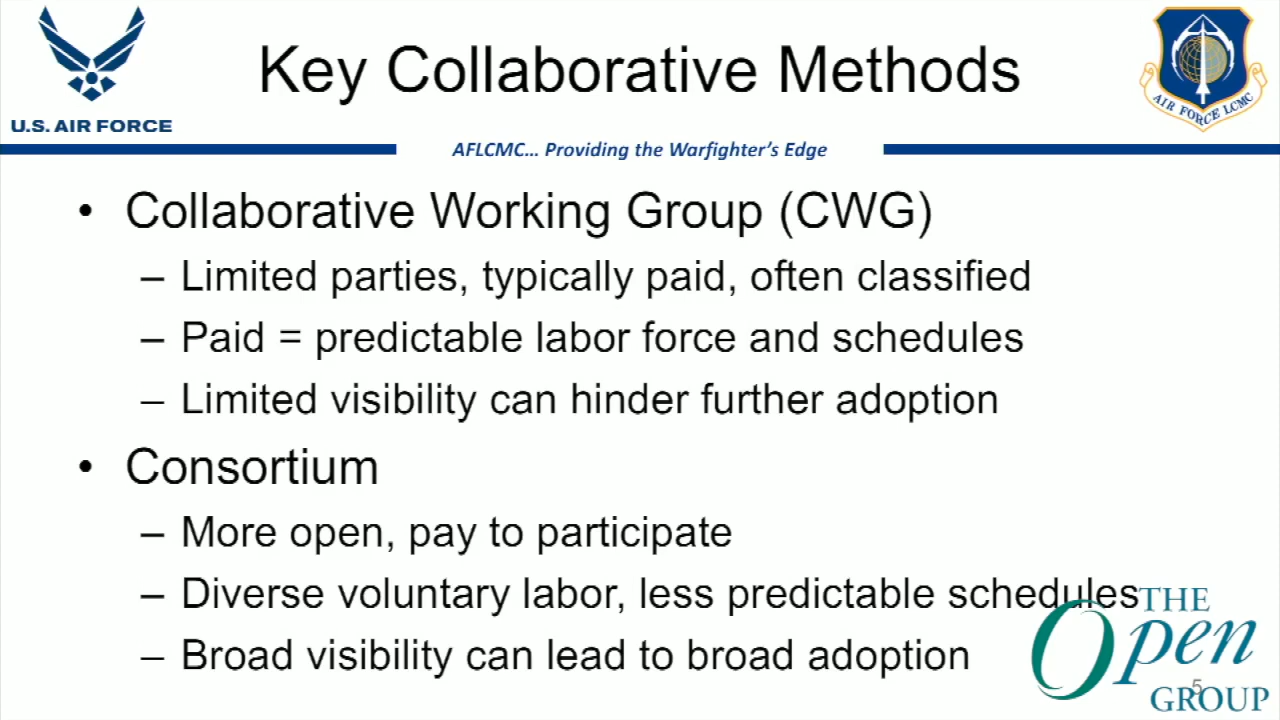 Key Collaborative Methods
U.S. AIR FORCE
AIR FORCE LCMC
AFLCMC... Providing the Warfighter's Edge
• Collaborative Working Group (CWG)
– Limited parties, typically paid, often classified
– Paid = predictable labor force and schedules
– Limited visibility can hinder further adoption
• Consortium
– More open, pay to participate
– Diverse voluntary labor, less predictable schedules
– Broad visibility can lead to broad adoption
THE
Open
GROUP
5